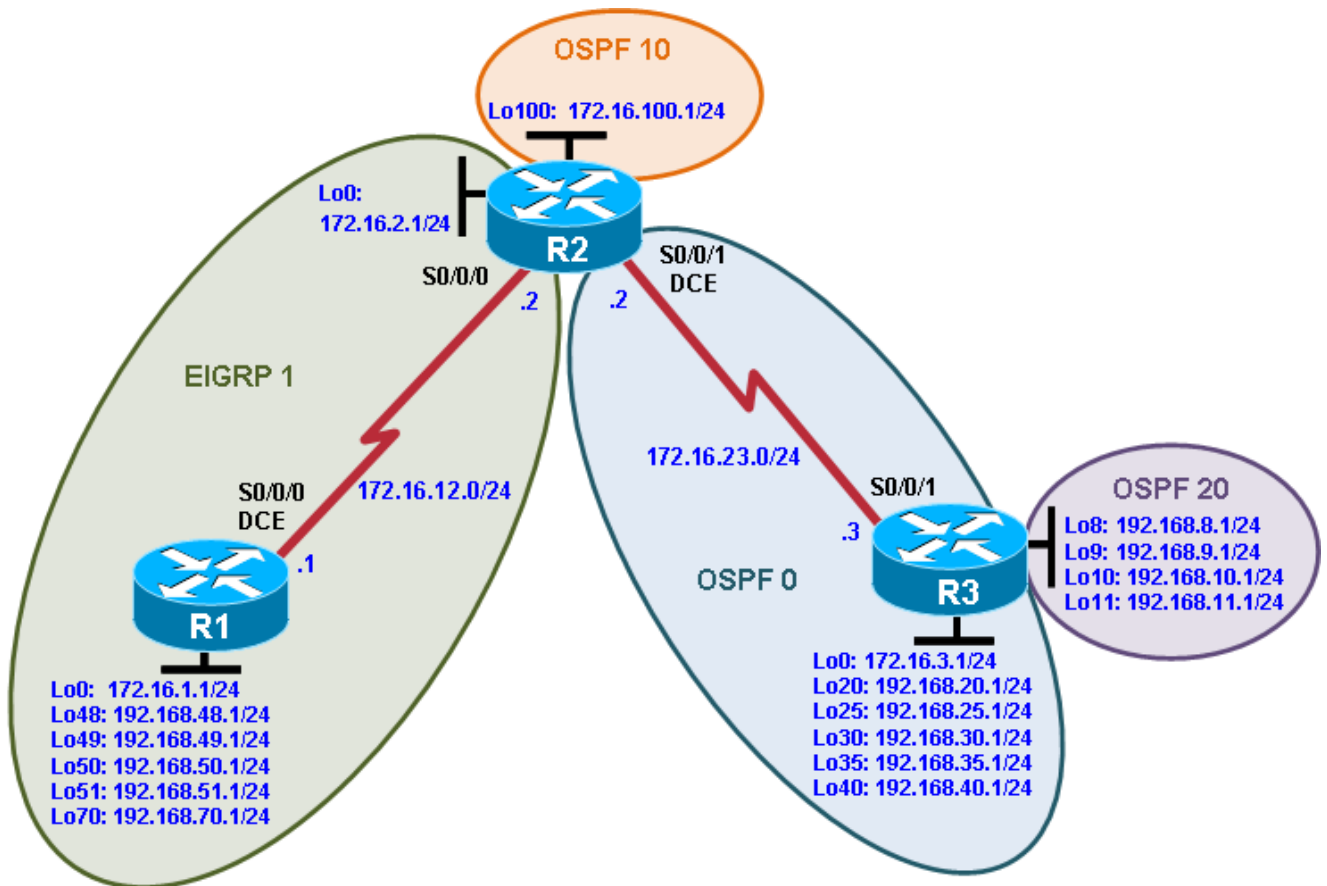 OSPF 10
Lo100: 172.16.100.1/24
Lo0:
172.16.2.1/24
R2
S0/0/0
.2
S0/0/1
DCE
.2
EIGRP 1
172.16.12.0/24
S0/0/0
DCE
.1
R1
Lo0: 172.16.1.1/24
Lo48: 192.168.48.1/24
Lo49: 192.168.49.1/24
Lo50: 192.168.50.1/24
Lo51: 192.168.51.1/24
Lo70: 192.168.70.1/24
172.16.23.0/24
S0/0/1
.3
OSPF 0
R3
OSPF 20
Lo8: 192.168.8.1/24
Lo9: 192.168.9.1/24
Lo10: 192.168.10.1/24
Lo11: 192.168.11.1/24
Lo0: 172.16.3.1/24
Lo20: 192.168.20.1/24
Lo25: 192.168.25.1/24
Lo30: 192.168.30.1/24
Lo35: 192.168.35.1/24
Lo40: 192.168.40.1/24